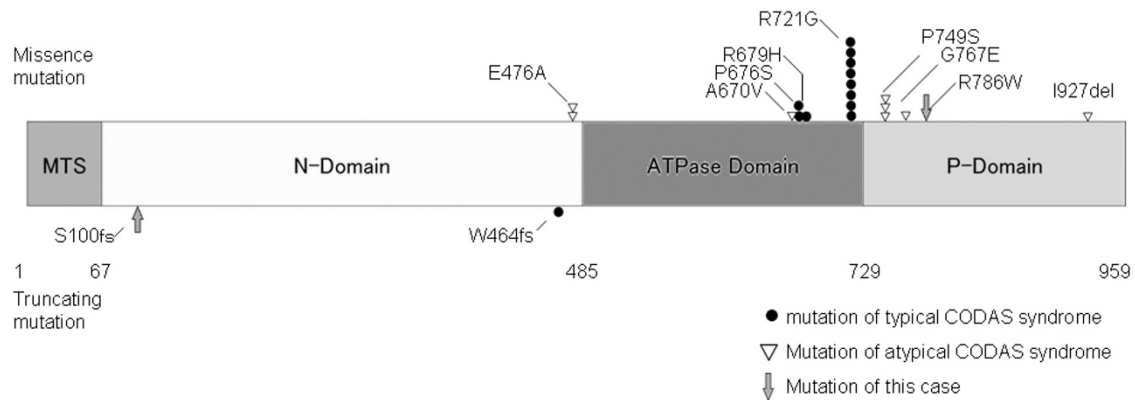 R721G
Missence
mutation
E476A
R679H
P676S
A670V
P749S
G767E
R786W
I927del
MTS
N-Domain
ATPase Domain
P-Domain
S100fs
W464fs
1 67 485 729 959
Truncating
mutation
mutation of typical CODAS syndrome
Mutation of atypical CODAS syndrome
Mutation of this case